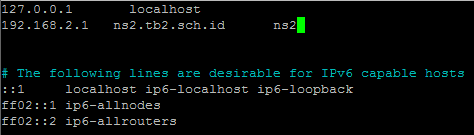 127.0.0.1 localhost
192.168.2.1 ns2.tb2.sch.id ns2
# The following lines are desirable for IPv6 capable hosts
::1 localhost ip6-localhost ip6-loopback
ff02::1 ip6-allnodes
ff02::2 ip6-allrouters